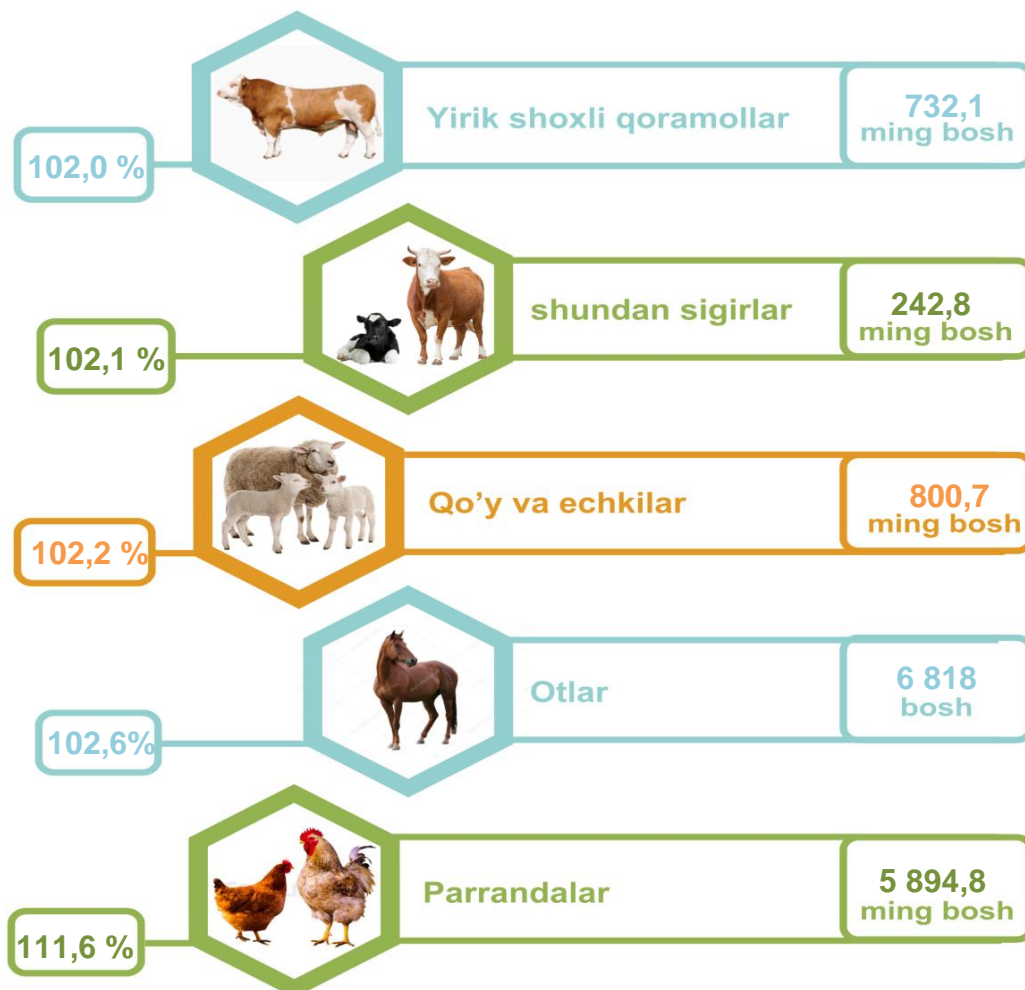 Yirik shoxli qoramollar
732,1
ming bosh
102,0 %
shundan sigirlar
242,8
ming bosh
102,1 %
Qo’y va echkilar
800,7
ming bosh
102,2 %
Otlar
6 818
bosh
102,6%
Parrandalar
5 894,8
ming bosh
111,6 %